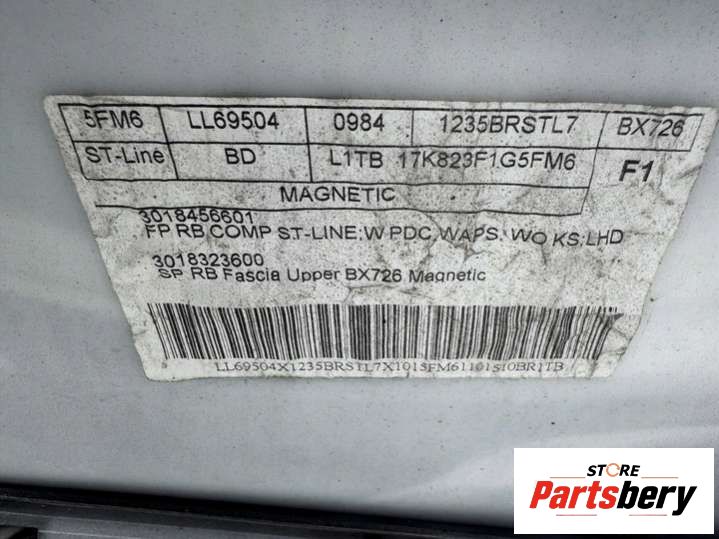 5FM6 LL69504 0984 1235BRSTL7 BX726
ST-Line BD L1TB 17K823F1G5FM6 F1
MAGNETIC
3018456601
FP RB COMP ST-LINE;W PDC,WAPS. WO KS;LHD
3018323600
SP RB Fascia Upper BX726 Magnetic
LL69504X1235BRSTL7X1015FM61101510BR1TB
STORE
Partsbery